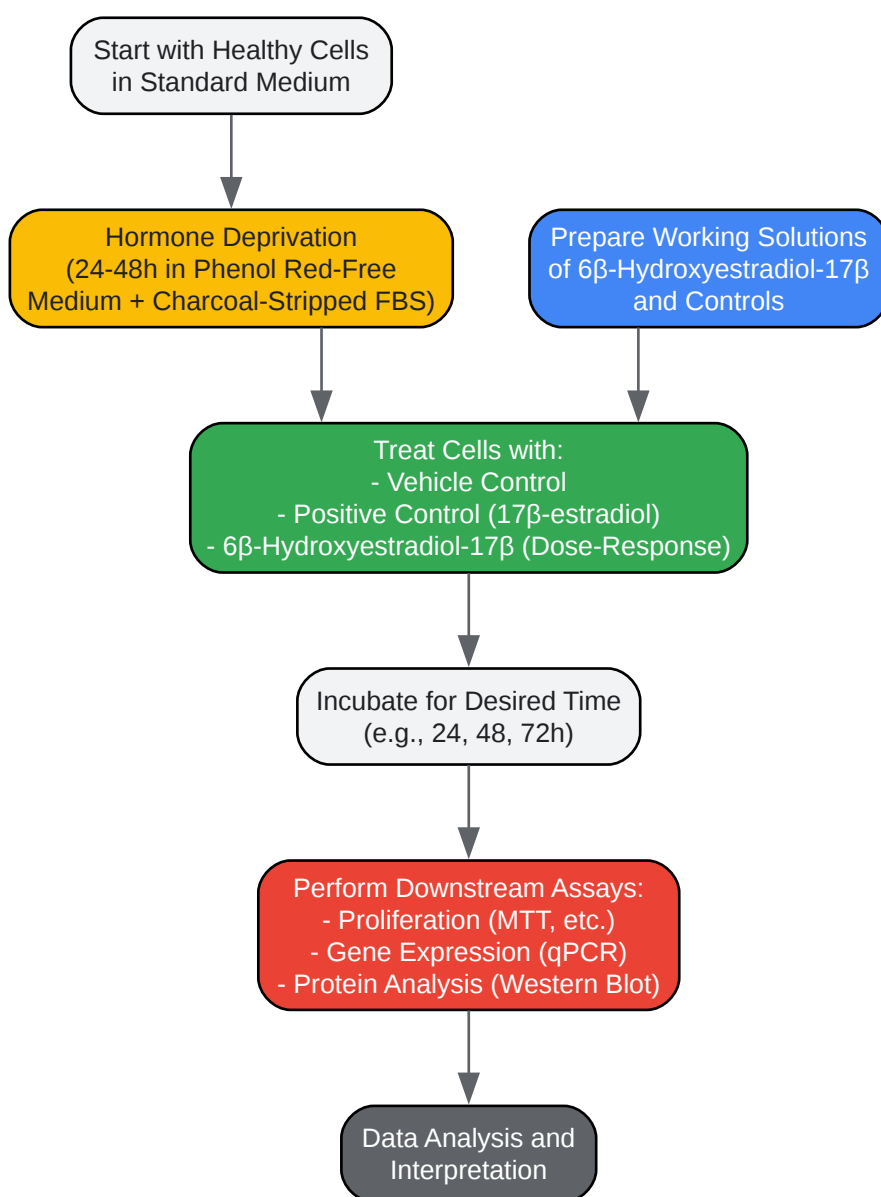 Start with Healthy Cells
in Standard Medium
Hormone Deprivation
(24-48h in Phenol Red-Free
Medium + Charcoal-Stripped FBS)
Prepare Working Solutions
of 6β-Hydroxyestradiol-17β
and Controls
Treat Cells with:
- Vehicle Control
- Positive Control (17β-estradiol)
- 6β-Hydroxyestradiol-17β (Dose-Response)
Incubate for Desired Time
(e.g., 24, 48, 72h)
Perform Downstream Assays:
- Proliferation (MTT, etc.)
- Gene Expression (qPCR)
- Protein Analysis (Western Blot)
Data Analysis and
Interpretation